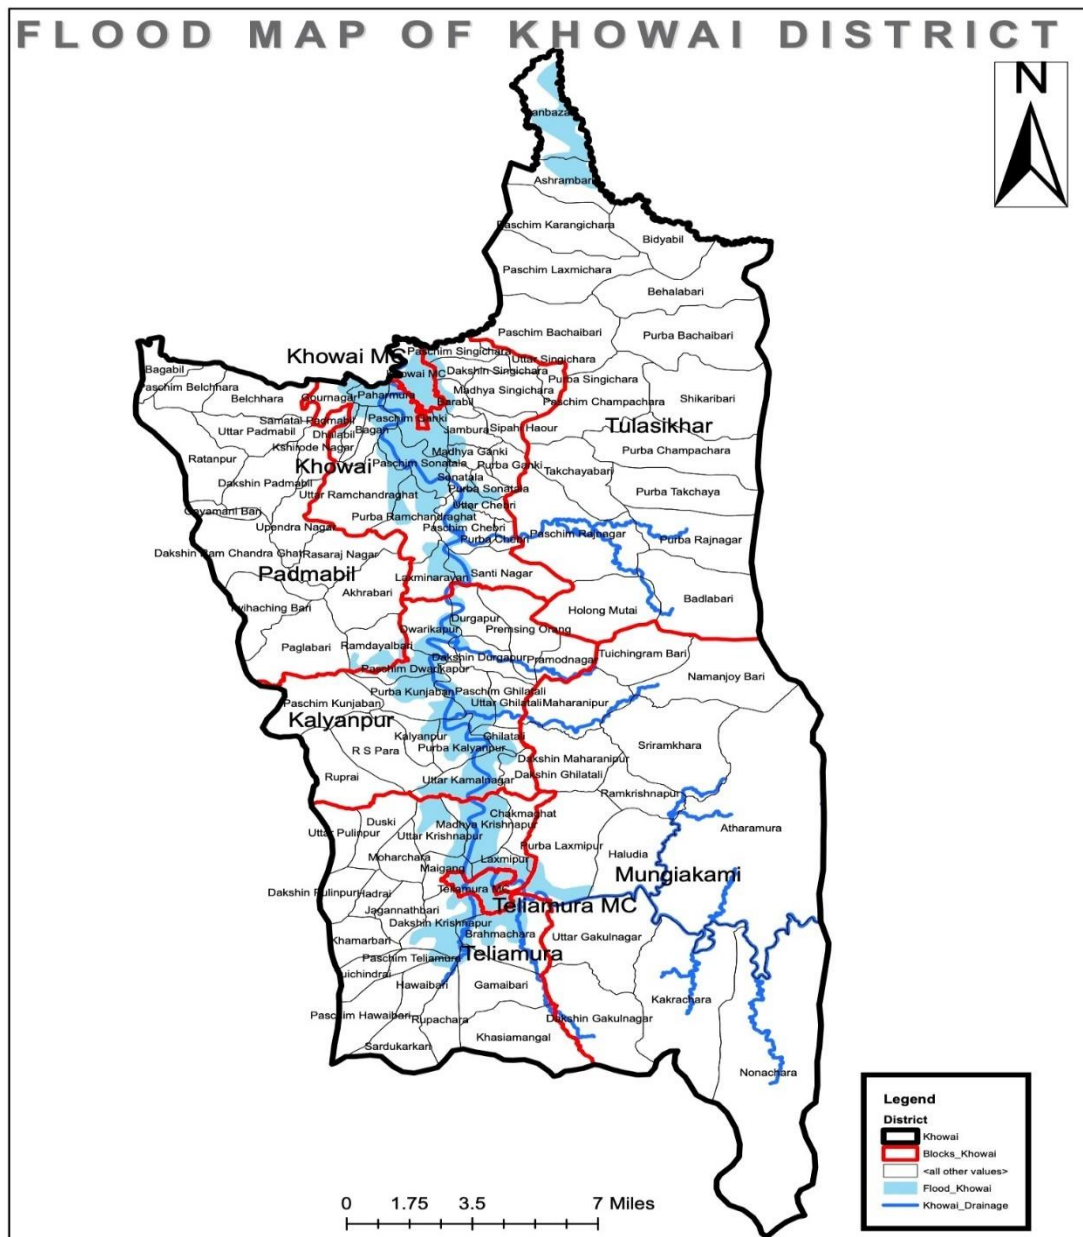 FLOOD MAP OF KHOWAI DISTRICT
N
Ashrambari
Paschim Karangichara
Bidyabil
Paschim Laxmichara
Behalabari
Paschim Bachaibari
Purba Bachaibari
Khowai MC
Paschim Singichara
Uttar Singichara
Bagabil
Khowai MC
Dakshin Singichara
Purba Singichara
Paschim Belchhara
Belchhara
Gournagar
Paharmura
Madhya Singichara
Barabil
Paschim Champachara
Shikaribari
Samatal Padmabil
Paschim Ganki
Uttar Padmabil
Dhalabil
Bagan
Jambura
Sipahi Haour
Tulasikhar
Kshirode Nagar
Madhya Ganki
Purba Champachara
Ratanpur
Khowai
Paschim Sonatala
Purba Ganki
Takchayabari
Dakshin Padmabil
Sonatala
Purba Sonatala
Purba Takchaya
Uttar Ramchandraghat
Uttar Chebri
Gayamani Bari
Purba Ramchandraghat
Upendra Nagar
Paschim Chebri
Paschim Rajnagar
Purba Chebri
Purba Rajnagar
Dakshin Ram Chandra Ghat
Rasaraj Nagar
Padmabil
Laxminarayan
Santi Nagar
Akhrabari
Holong Mutai
Badlabari
Twihaching Bari
Durgapur
Dwarikapur
Premsing Orang
Paglabari
Ramdayalbari
Dakshin Durgapur
Pramodnagar
Tuichingram Bari
Paschim Dwarikapur
Namanjoy Bari
Purba Kunjaban
Paschim Ghilatali
Paschim Kunjaban
Uttar Ghilatali
Maharanipur
Kalyanpur
Kalyanpur
Ghilatali
R S Para
Purba Kalyanpur
Sriramkhara
Dakshin Maharanipur
Ruprai
Uttar Kamalnagar
Dakshin Ghilatali
Ramkrishnapur
Chakmaghat
Duski
Madhya Krishnapur
Atharamura
Uttar Pulinpur
Uttar Krishnapur
Purba Laxmipur
Moharchara
Laxmipur
Haludia
Maigang
Mungiakami
Dakshin Pulinpur
Hadrai
Teliamura MC
Teliamura MC
Jagannathbari
Dakshin Krishnapur
Brahmachara
Uttar Gakulnagar
Khamarbari
Teliamura
Paschim Teliamura
Tuichindrai
Hawaibari
Gamaibari
Kakrachara
Paschim Hawaibari
Rupachara
Dakshin Gakulnagar
Khasiamangal
Sardukarkari
Nonachara
Legend
District
Khowai
Blocks_Khowai
<all other values>
Flood_Khowai
Khowai_Drainage
0 1.75 3.5 7 Miles